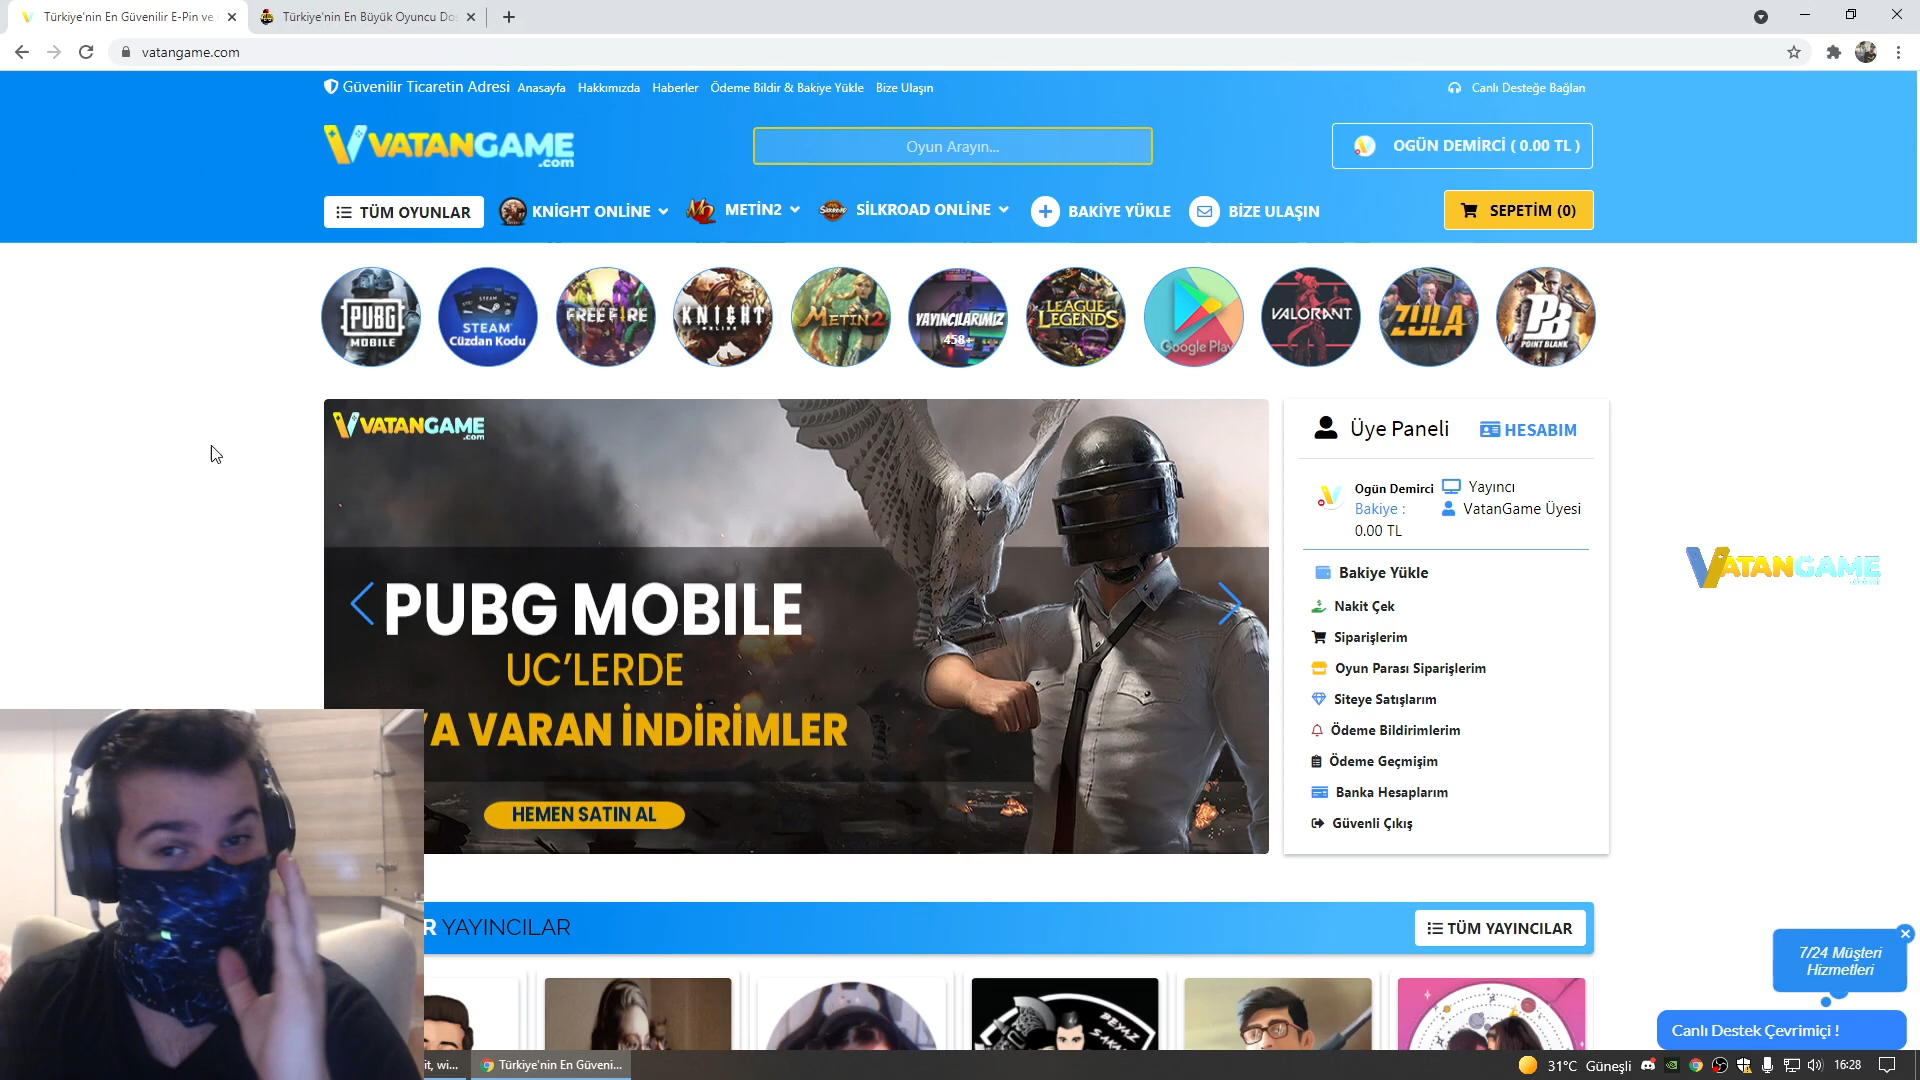 Türkiye'nin En Güvenilir E-Pin ve
Türkiye'nin En Büyük Oyuncu Do
vatangame.com
Güvenilir Ticaretin Adresi Anasayfa Hakkımızda Haberler Ödeme Bildir & Bakiye Yükle Bize Ulaşın
Canlı Desteğe Bağlan
VATANGAME
.com
Oyun Arayın...
OGÜN DEMİRCİ ( 0.00 TL )
TÜM OYUNLAR
KNİGHT ONLİNE
METİN2
SİLKROAD ONLİNE
BAKİYE YÜKLE
BİZE ULAŞIN
SEPETİM (0)
PUBG
MOBILE
STEAM
Cüzdan Kodu
FREE FIRE
KNIGHT
ONLINE
METIN2
YAYINCILARIMIZ
458+
LEAGUE
LEGENDS
Google Play
VALORANT
ZULA
PB
POINT BLANK
VATANGAME
.com
PUBG MOBILE
UC'LERDE
'A VARAN İNDİRİMLER
HEMEN SATIN AL
Üye Paneli
HESABIM
Ogün Demirci
Yayıncı
Bakiye :
VatanGame Üyesi
0.00 TL
Bakiye Yükle
Nakit Çek
Siparişlerim
Oyun Parası Siparişlerim
Siteye Satışlarım
Ödeme Bildirimlerim
Ödeme Geçmişim
Banka Hesaplarım
Güvenli Çıkış
VATANGAME
R YAYINCILAR
TÜM YAYINCILAR
BEYAZ
7/24 Müşteri
Hizmetleri
Canlı Destek Çevrimiçi !
it, wi...
Türkiye'nin En Güveni...
31°C Güneşli
16:28